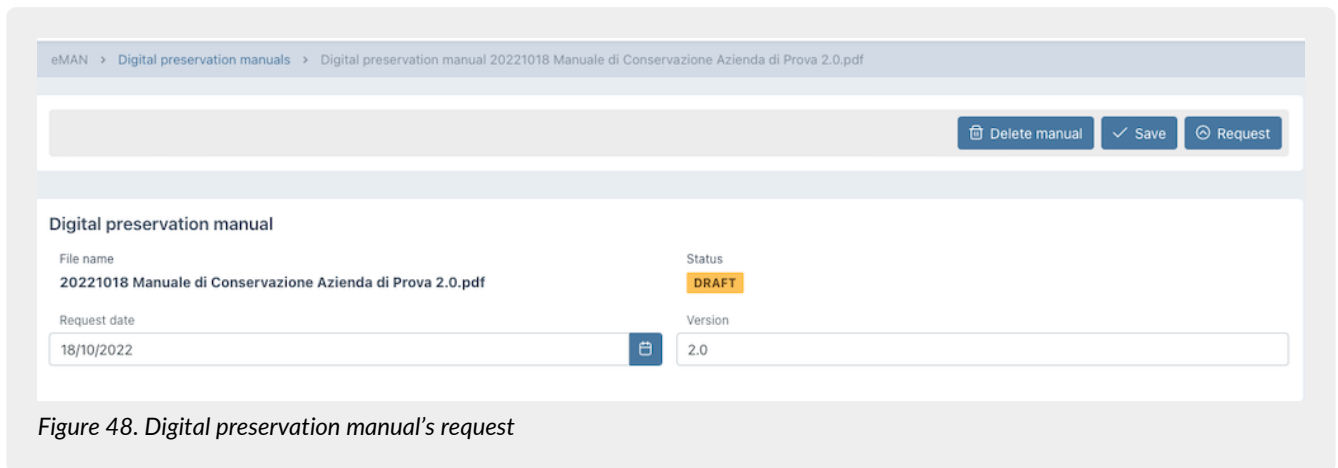 eMAN > Digital preservation manuals > Digital preservation manual 20221018 Manuale di Conservazione Azienda di Prova 2.0.pdf
Delete manual Save Request
Digital preservation manual
File name Status
20221018 Manuale di Conservazione Azienda di Prova 2.0.pdf DRAFT
Request date Version
18/10/2022 2.0
Figure 48. Digital preservation manual’s request